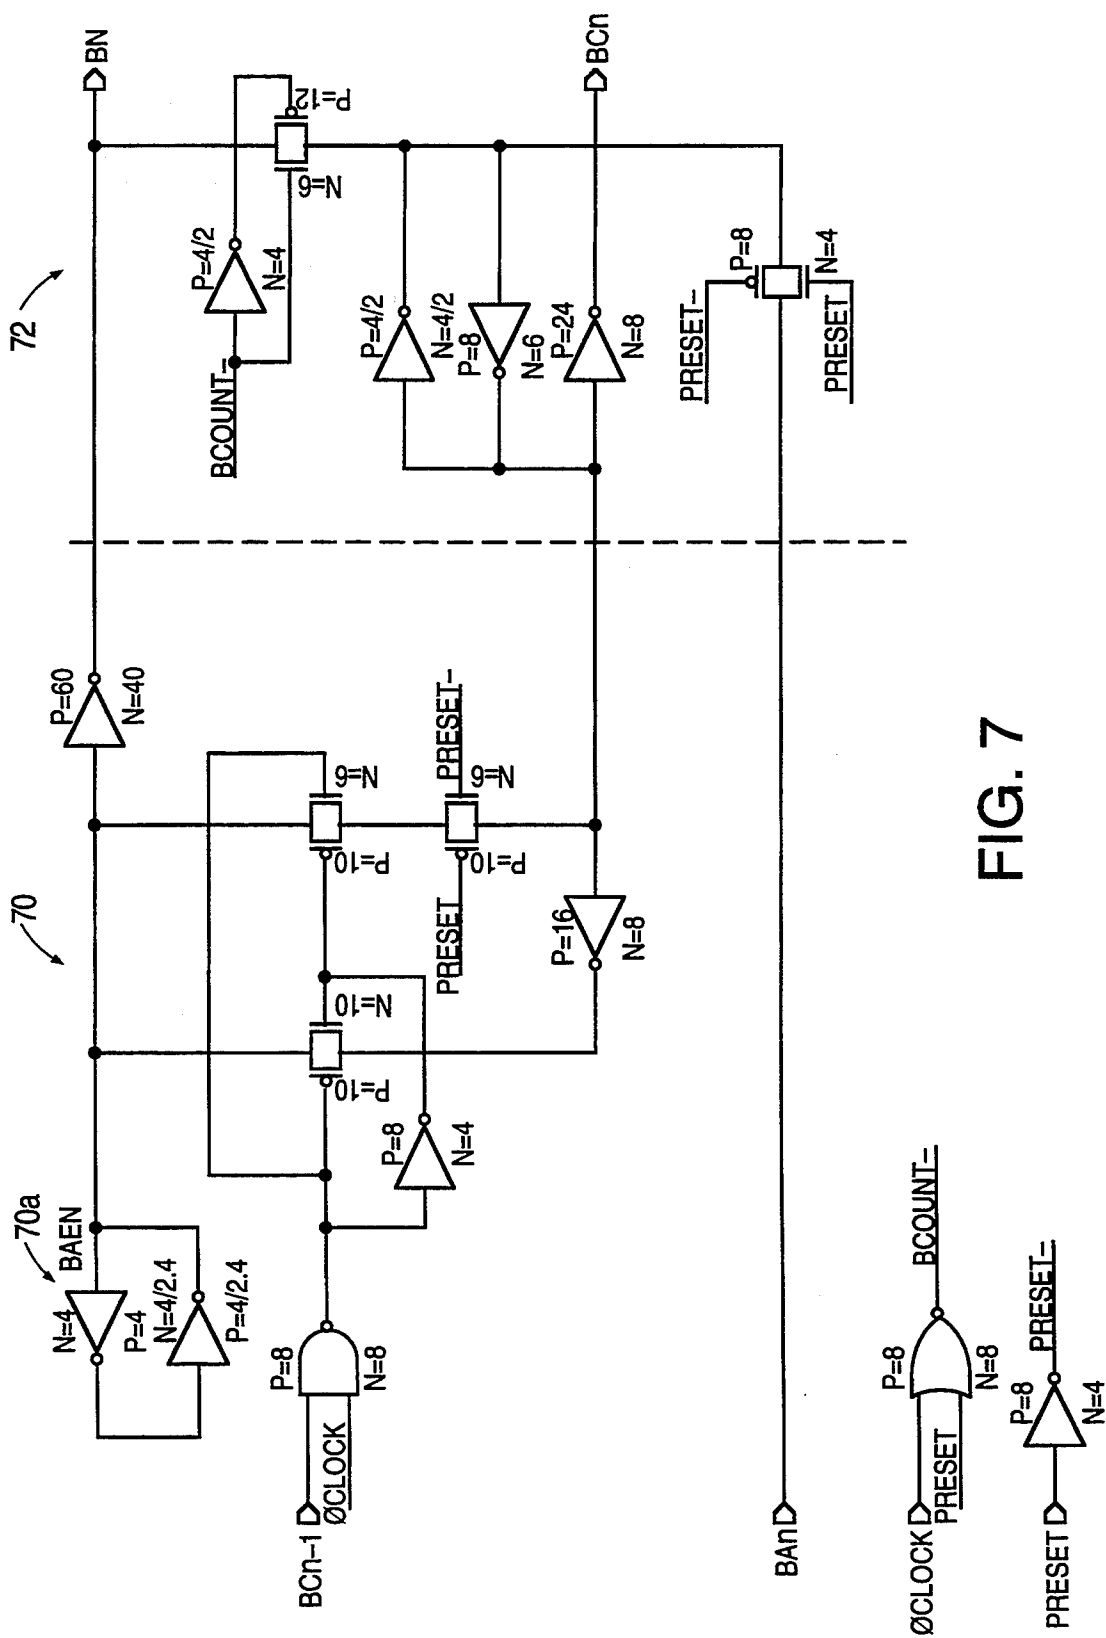 72
70
70a
BAEN
N=4
P=4
N=4/2.4
P=4/2.4
P=60
N=40
BN
BCOUNT–
P=4/2
N=4
P=12
N=6
P=4/2
N=4/2
P=8
N=6
P=24
N=8
BCn
PRESET–
P=8
N=4
PRESET
BCn–1
ØCLOCK
P=8
N=8
P=8
N=4
P=10
N=10
P=10
N=6
PRESET
P=10
N=6
PRESET–
P=16
N=8
BAn
ØCLOCK
PRESET
P=8
N=8
BCOUNT–
PRESET
P=8
N=4
PRESET–
FIG. 7